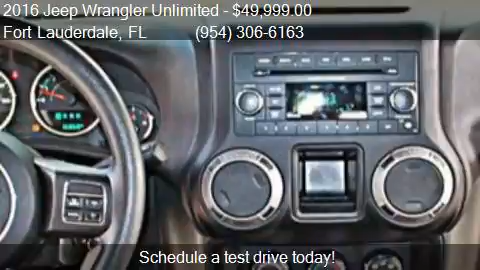 2016 Jeep Wrangler Unlimited - $49,999.00
Fort Lauderdale, FL (954) 306-6163
Schedule a test drive today!